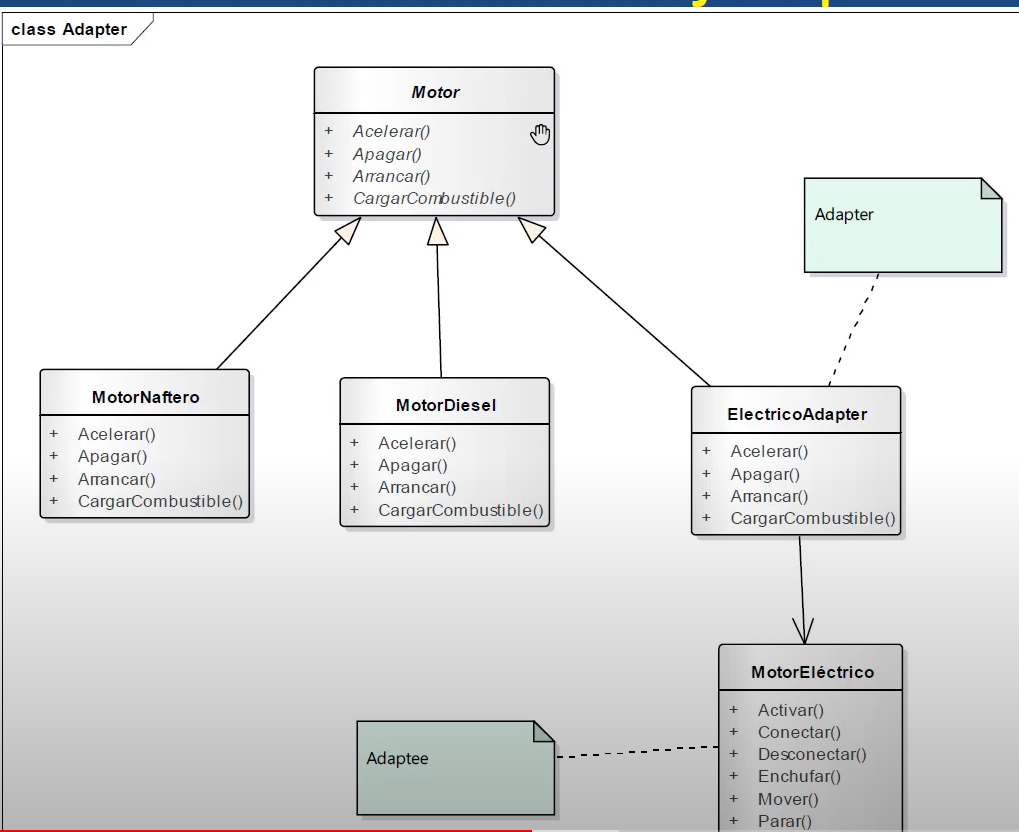 class Adapter
Motor
+ Acelerar()
+ Apagar()
+ Arrancar()
+ CargarCombustible()
Adapter
MotorNaftero
+ Acelerar()
+ Apagar()
+ Arrancar()
+ CargarCombustible()
MotorDiesel
+ Acelerar()
+ Apagar()
+ Arrancar()
+ CargarCombustible()
ElectricoAdapter
+ Acelerar()
+ Apagar()
+ Arrancar()
+ CargarCombustible()
MotorEléctrico
+ Activar()
+ Conectar()
+ Desconectar()
+ Enchufar()
+ Mover()
+ Parar()
Adaptee